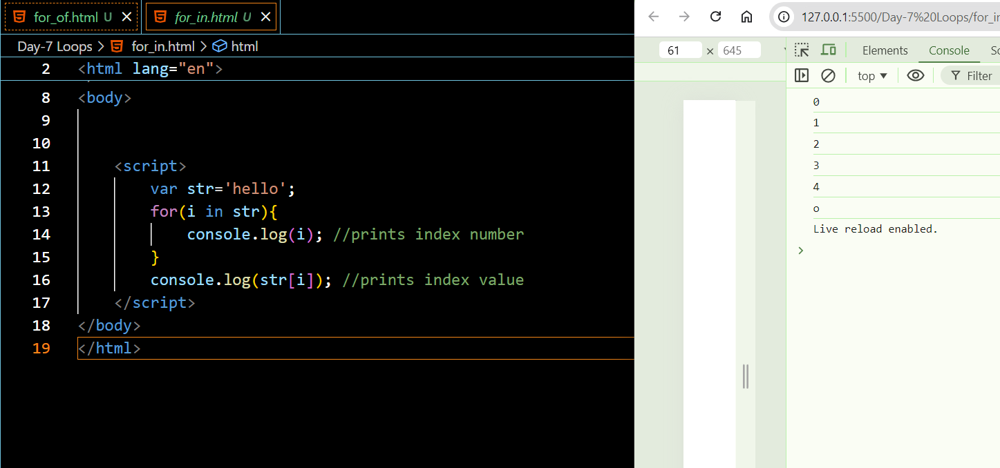 for_of.html U ×
for_in.html U ×
Day-7 Loops > for_in.html > html
2 <html lang="en">
8 <body>
9
10
11 <script>
12 var str='hello';
13 for(i in str){
14 console.log(i); //prints index number
15 }
16 console.log(str[i]); //prints index value
17 </script>
18 </body>
19 </html>
127.0.0.1:5500/Day-7%20Loops/for_in
61 × 645
Elements Console So
top ▼ Filter
0
1
2
3
4
o
Live reload enabled.
>